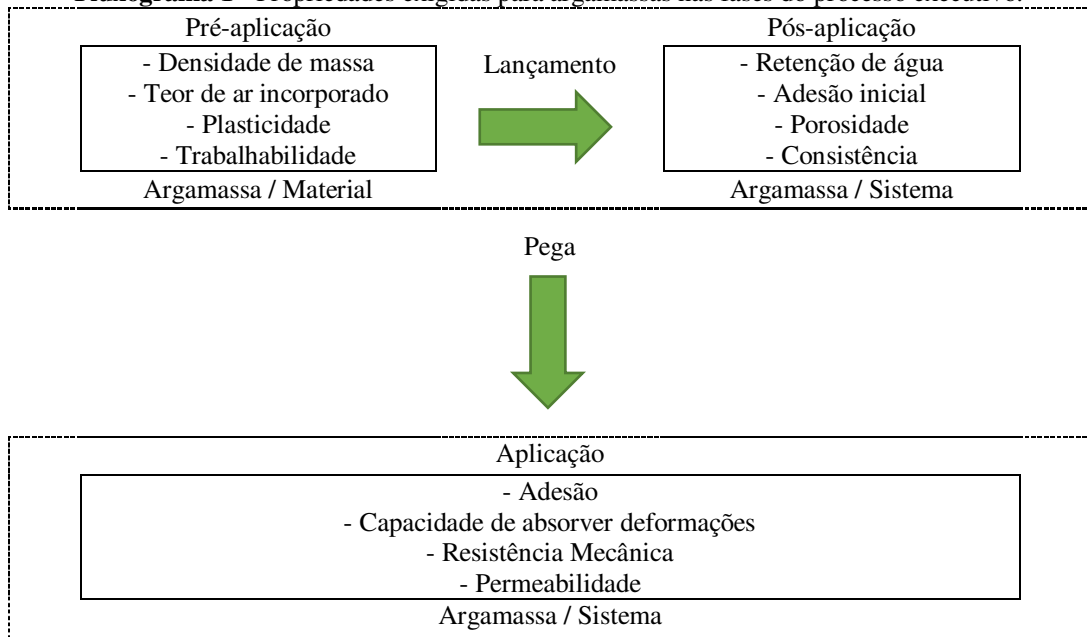 Pré-aplicação
- Densidade de massa
- Teor de ar incorporado
- Plasticidade
- Trabalhabilidade
Argamassa / Material
Lançamento
Pós-aplicação
- Retenção de água
- Adesão inicial
- Porosidade
- Consistência
Argamassa / Sistema
Pega
Aplicação
- Adesão
- Capacidade de absorver deformações
- Resistência Mecânica
- Permeabilidade
Argamassa / Sistema